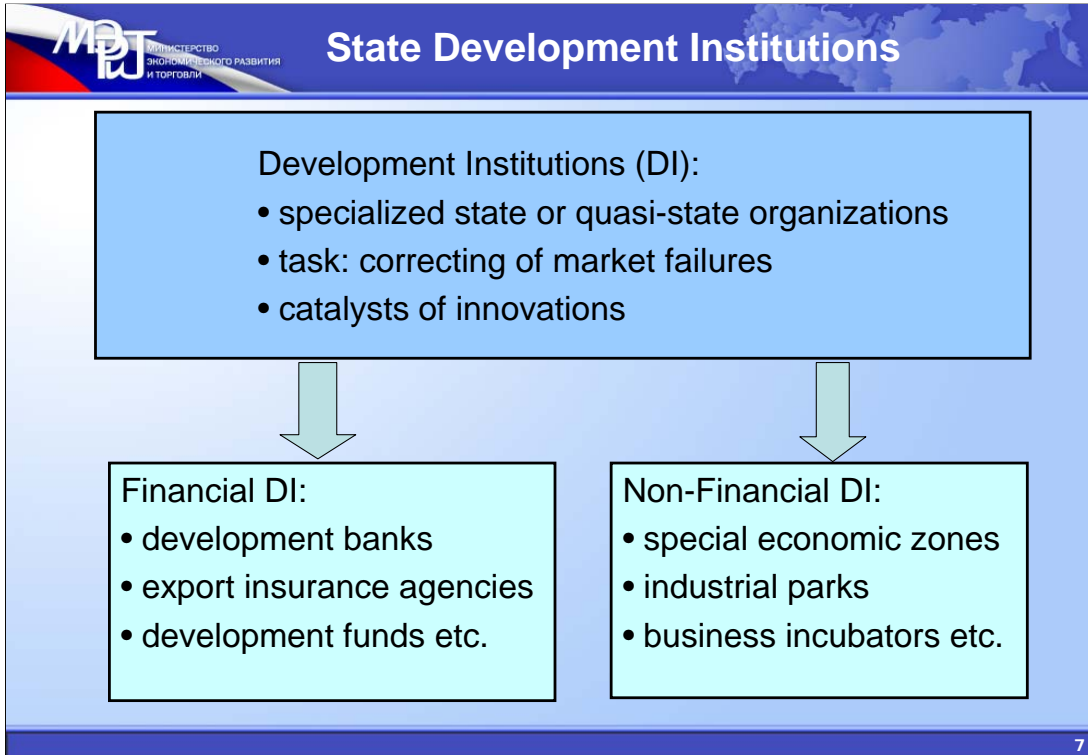 МЭРТ
МИНИСТЕРСТВО
ЭКОНОМИЧЕСКОГО РАЗВИТИЯ
И ТОРГОВЛИ
State Development Institutions
Development Institutions (DI):
• specialized state or quasi-state organizations
• task: correcting of market failures
• catalysts of innovations
Financial DI:
• development banks
• export insurance agencies
• development funds etc.
Non-Financial DI:
• special economic zones
• industrial parks
• business incubators etc.
7